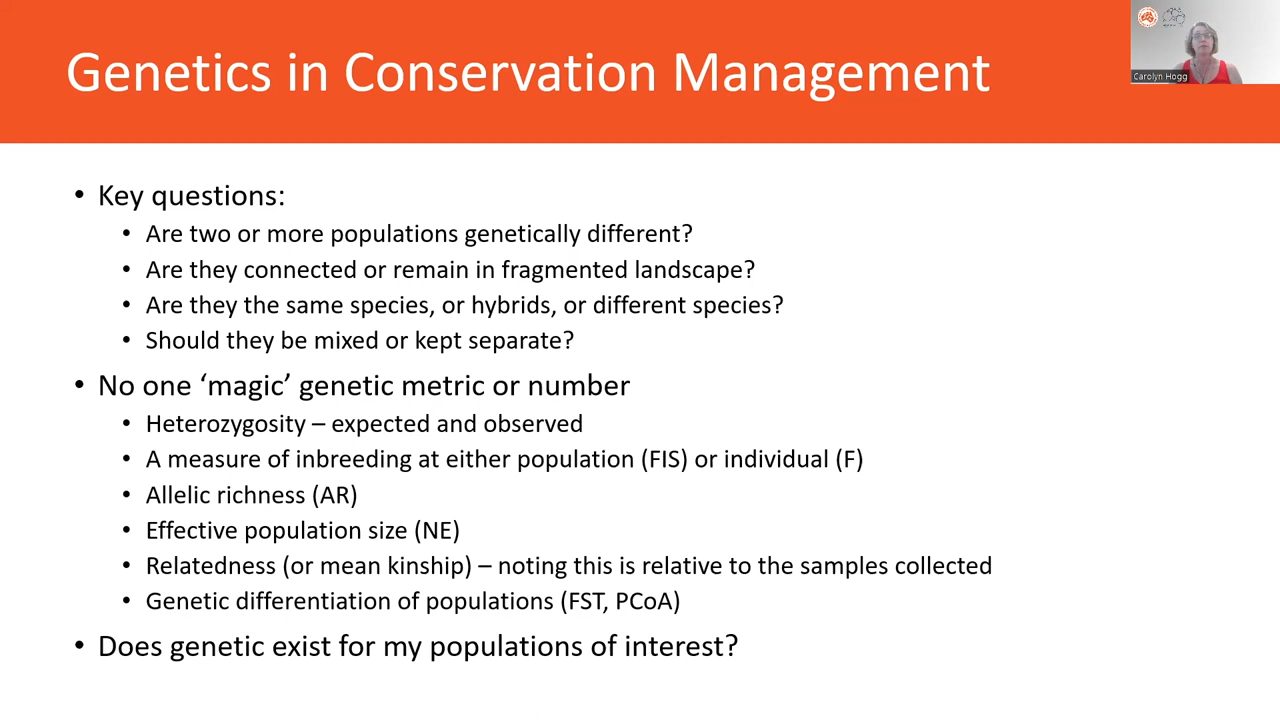 Genetics in Conservation Management
Carolyn Hogg
• Key questions:
• Are two or more populations genetically different?
• Are they connected or remain in fragmented landscape?
• Are they the same species, or hybrids, or different species?
• Should they be mixed or kept separate?
• No one ‘magic’ genetic metric or number
• Heterozygosity – expected and observed
• A measure of inbreeding at either population (FIS) or individual (F)
• Allelic richness (AR)
• Effective population size (NE)
• Relatedness (or mean kinship) – noting this is relative to the samples collected
• Genetic differentiation of populations (FST, PCoA)
• Does genetic exist for my populations of interest?